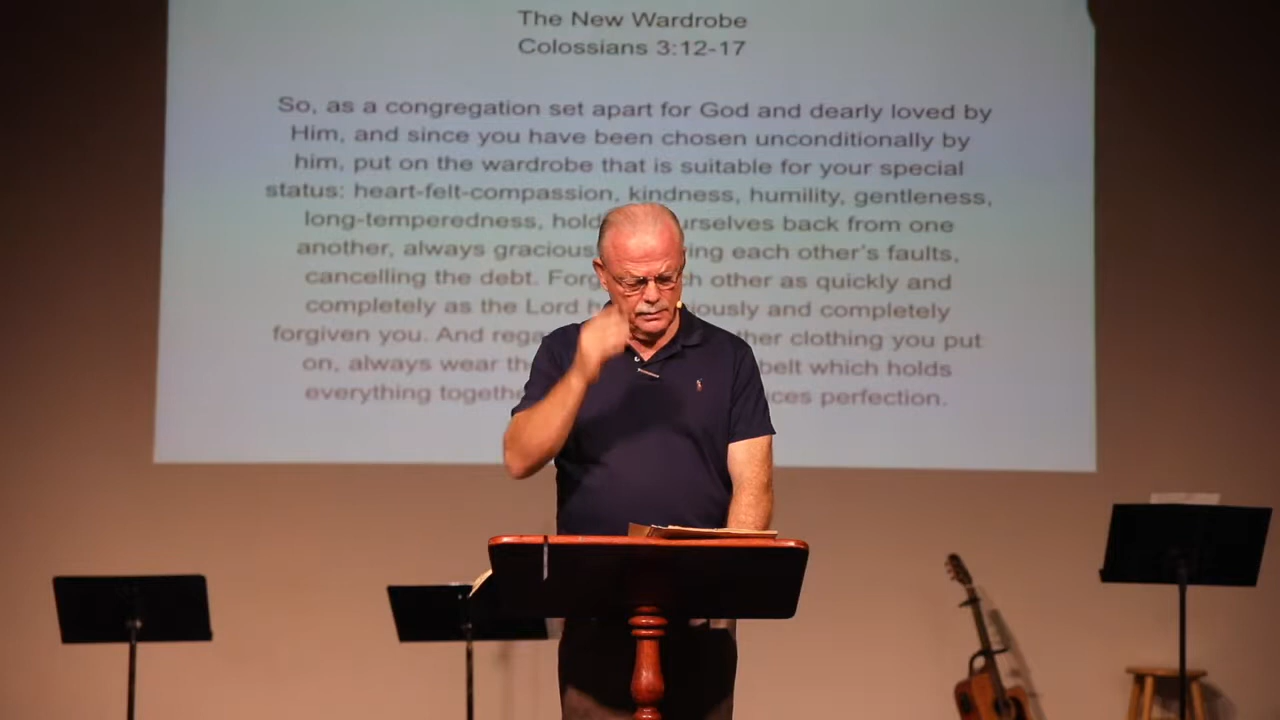 The New Wardrobe
Colossians 3:12-17
So, as a congregation set apart for God and dearly loved by
Him, and since you have been chosen unconditionally by
him, put on the wardrobe that is suitable for your special
status: heart-felt-compassion, kindness, humility, gentleness,
long-temperedness, hold urselves back from one
another, always gracious ing each other's faults,
cancelling the debt. Forg ch other as quickly and
completely as the Lord h iously and completely
forgiven you. And rega ther clothing you put
on, always wear th belt which holds
everything togeth ces perfection.